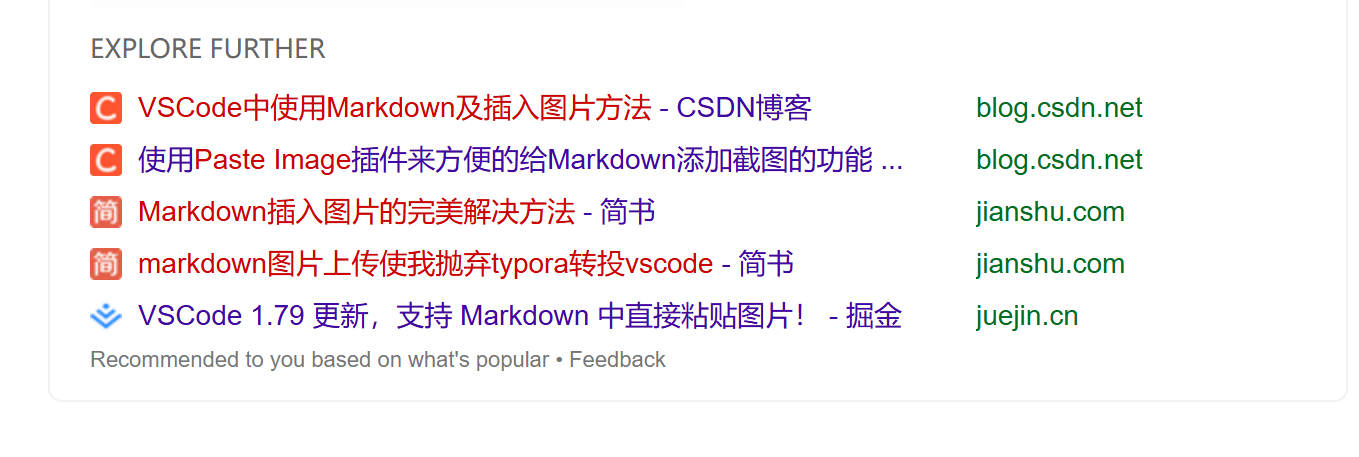 EXPLORE FURTHER
C VSCode中使用Markdown及插入图片方法 - CSDN博客 blog.csdn.net
C 使用Paste Image插件来方便的给Markdown添加截图的功能 ... blog.csdn.net
简 Markdown插入图片的完美解决方法 - 简书 jianshu.com
简 markdown图片上传使我抛弃typora转投vscode - 简书 jianshu.com
VSCode 1.79 更新，支持 Markdown 中直接粘贴图片！ - 掘金 juejin.cn
Recommended to you based on what's popular • Feedback